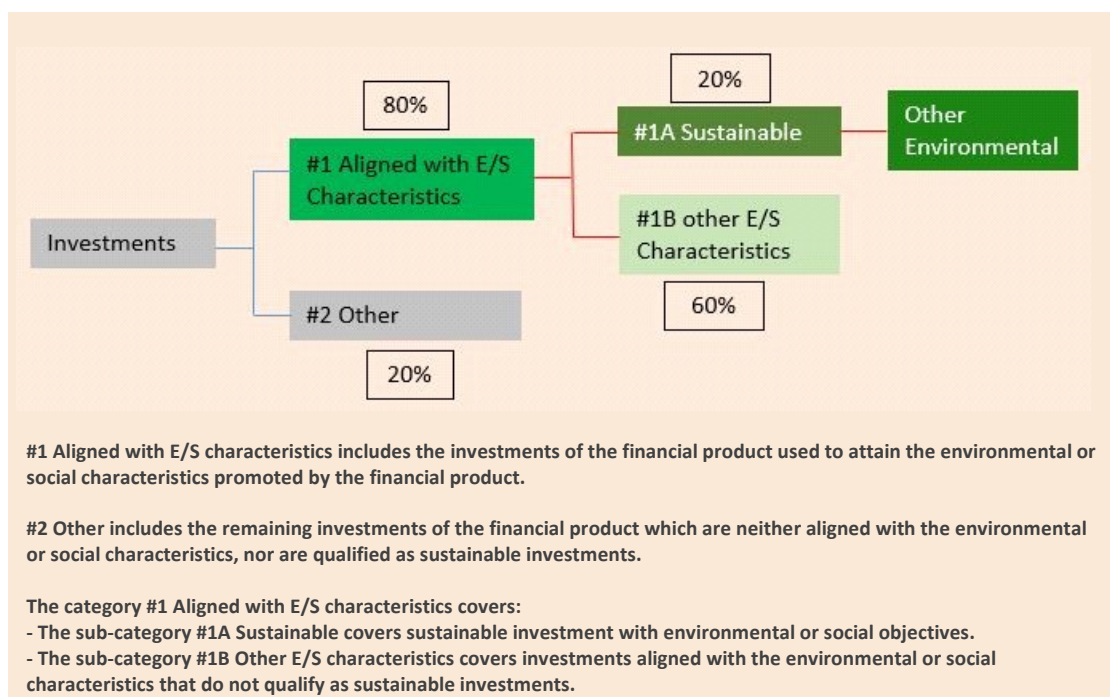 80%
20%
#1 Aligned with E/S
Characteristics
#1A Sustainable
Other
Environmental
Investments
#1B other E/S
Characteristics
#2 Other
60%
20%
#1 Aligned with E/S characteristics includes the investments of the financial product used to attain the environmental or
social characteristics promoted by the financial product.
#2 Other includes the remaining investments of the financial product which are neither aligned with the environmental
or social characteristics, nor are qualified as sustainable investments.
The category #1 Aligned with E/S characteristics covers:
- The sub-category #1A Sustainable covers sustainable investment with environmental or social objectives.
- The sub-category #1B Other E/S characteristics covers investments aligned with the environmental or social
characteristics that do not qualify as sustainable investments.